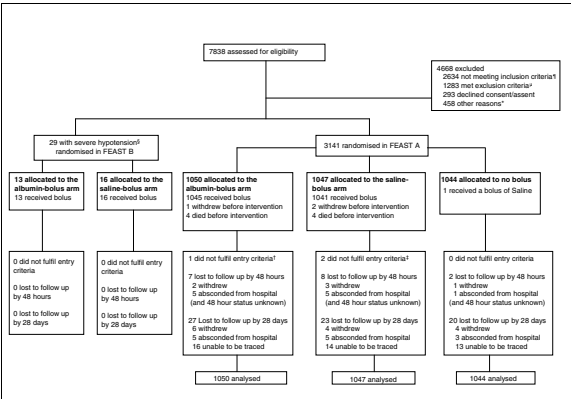 7838 assessed for eligibility
4668 excluded
2634 not meeting inclusion criteria¶
1283 met exclusion criteria
293 declined consent/assent
458 other reasons*
29 with severe hypotension§
randomised in FEAST B
3141 randomised in FEAST A
13 allocated to the
albumin-bolus arm
13 received bolus
16 allocated to the
saline-bolus arm
16 received bolus
1050 allocated to the
albumin-bolus arm
1045 received bolus
1 withdrew before intervention
4 died before intervention
1047 allocated to the saline-
bolus arm
1041 received bolus
2 withdrew before intervention
4 died before intervention
1044 allocated to no bolus
1 received a bolus of Saline
0 did not fulfil entry
criteria
0 lost to follow up
by 48 hours
0 lost to follow up
by 28 days
0 did not fulfil entry
criteria
0 lost to follow up
by 48 hours
0 lost to follow up
by 28 days
1 did not fulfil entry criteria†
7 lost to follow up by 48 hours
2 withdrew
5 absconded from hospital
(and 48 hour status unknown)
27 Lost to follow up by 28 days
6 withdrew
5 absconded from hospital
16 unable to be traced
2 did not fulfil entry criteria‡
8 lost to follow up by 48 hours
3 withdrew
5 absconded from hospital
(and 48 hour status unknown)
23 lost to follow up by 28 days
4 withdrew
5 absconded from hospital
14 unable to be traced
0 did not fulfil entry criteria
2 lost to follow up by 48 hours
1 withdrew
1 absconded from hospital
(and 48 hour status unknown)
20 lost to follow up by 28 days
4 withdrew
3 absconded from hospital
13 unable to be traced
1050 analysed
1047 analysed
1044 analysed